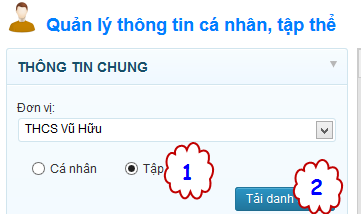 Quản lý thông tin cá nhân, tập thể
THÔNG TIN CHUNG
Đơn vị:
THCS Vũ Hữu
Cá nhân
Tập
1
Tải danh
2